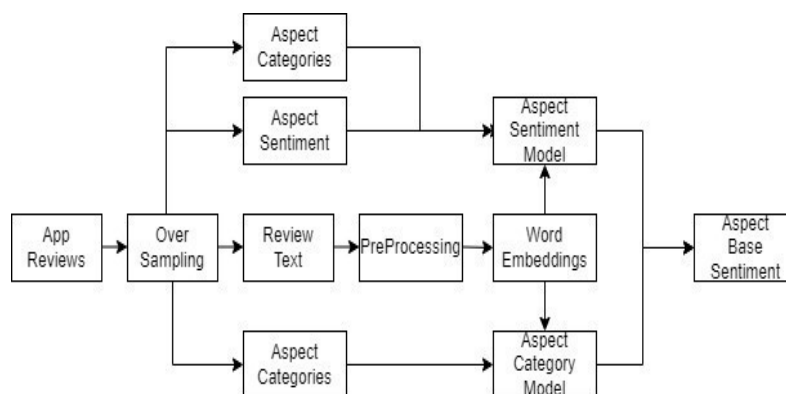 Aspect
Categories
Aspect
Sentiment
Aspect
Sentiment
Model
App
Reviews
Over
Sampling
Review
Text
PreProcessing
Word
Embeddings
Aspect
Base
Sentiment
Aspect
Categories
Aspect
Category
Model